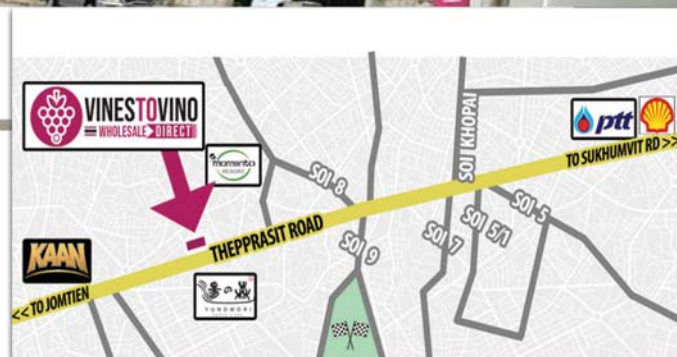 VINESTOVINO
WHOLESALE DIRECT
momento
RESORT
SOI 8
SOI KHOPAI
ptt
TO SUKHUMVIT RD >>
SOI 5
SOI 5/1
SOI 7
SOI 9
THEPPRASIT ROAD
KAAN
<< TO JOMTIEN
YUNOMORI